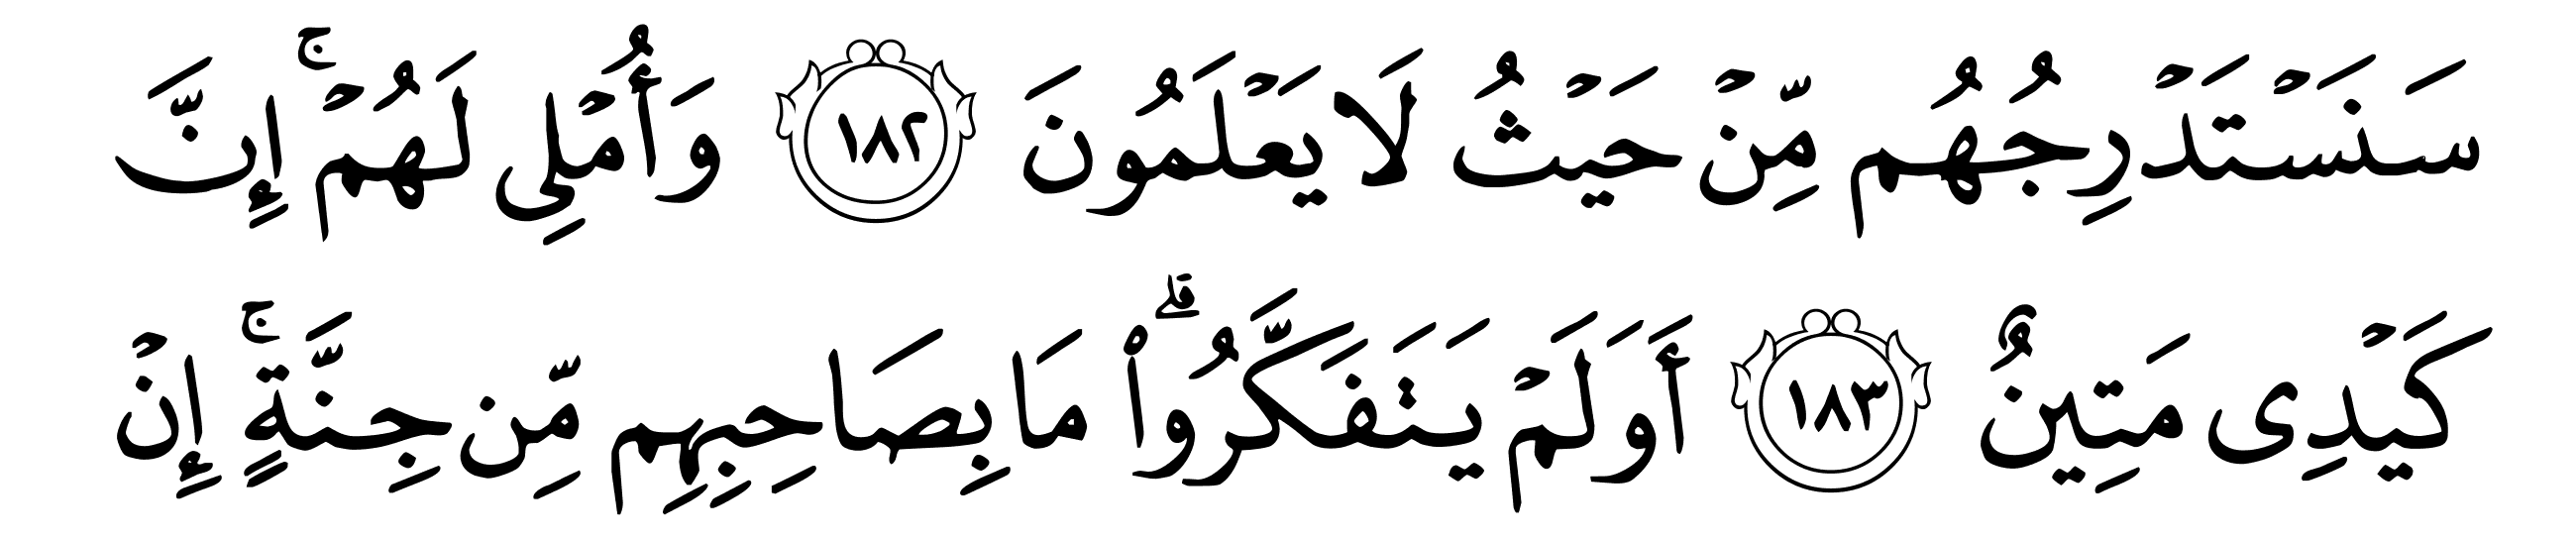 سَنَسۡتَدۡرِجُهُم مِّنۡ حَيۡثُ لَا يَعۡلَمُونَ ١٨٢ وَأُمۡلِي لَهُمۡۚ إِنَّ
كَيۡدِى مَتِينٌ ١٨٣ أَوَلَمۡ يَتَفَكَّرُواْۗ مَا بِصَاحِبِهِم مِّن جِنَّةٍۚ إِنۡ